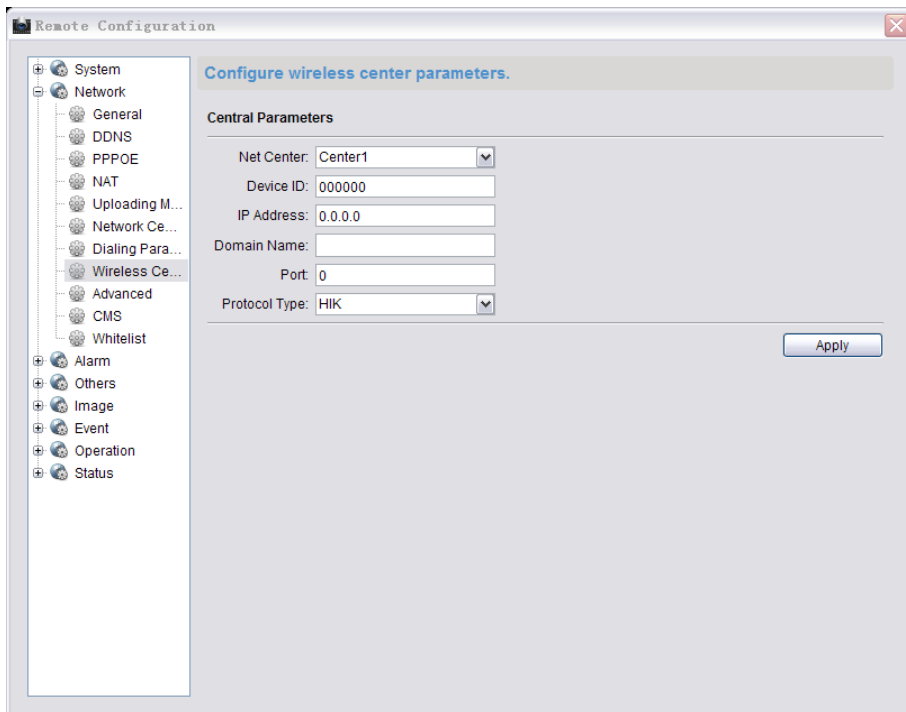 Remote Configuration
System
Network
General
DDNS
PPPOE
NAT
Uploading M...
Network Ce...
Dialing Para...
Wireless Ce...
Advanced
CMS
Whitelist
Alarm
Others
Image
Event
Operation
Status
Configure wireless center parameters.
Central Parameters
Net Center: Center1
Device ID: 000000
IP Address: 0.0.0.0
Domain Name:
Port: 0
Protocol Type: HIK
Apply